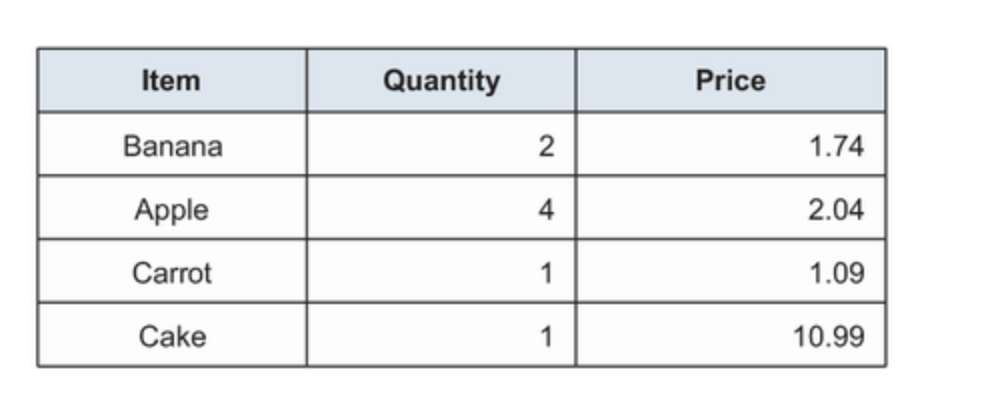 Item Quantity Price
Banana 2 1.74
Apple 4 2.04
Carrot 1 1.09
Cake 1 10.99